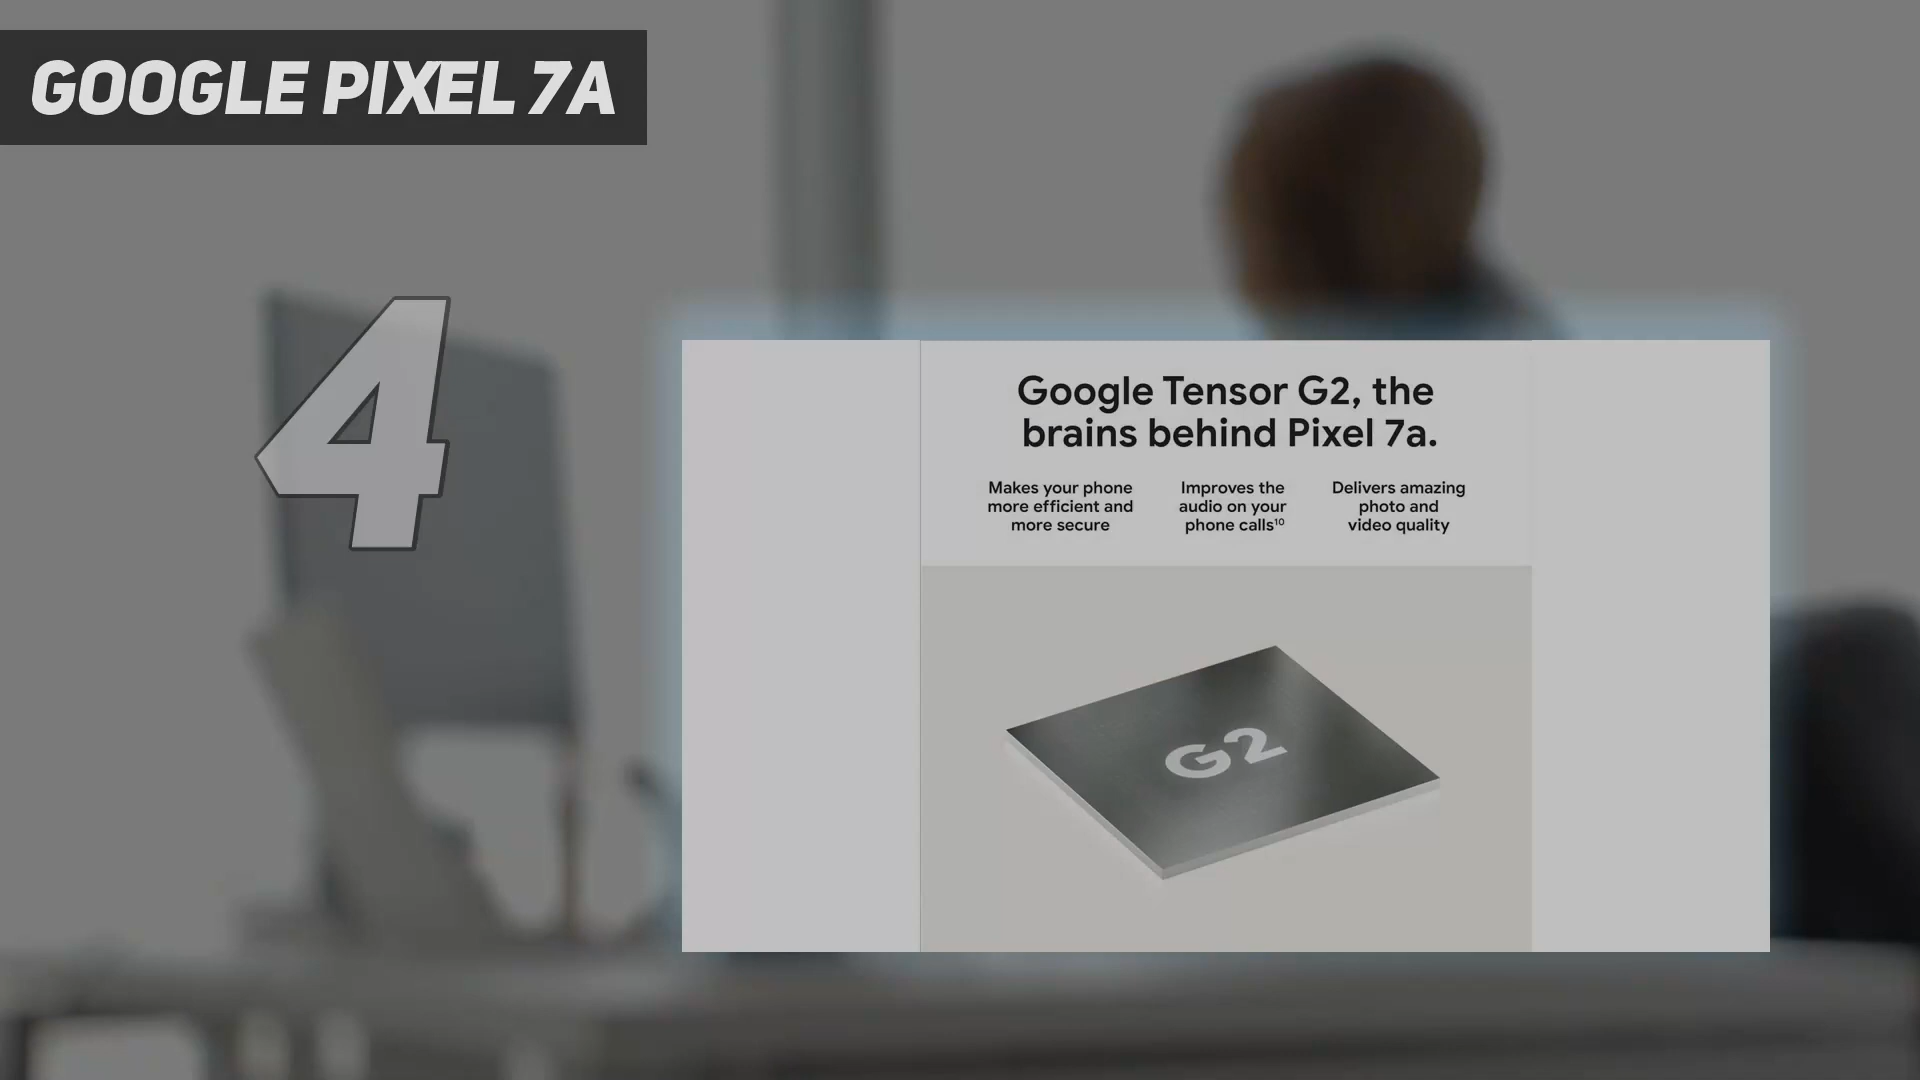 GOOGLE PIXEL 7A
4
Google Tensor G2, the
brains behind Pixel 7a.
Makes your phone
more efficient and
more secure
Improves the
audio on your
phone calls¹⁰
Delivers amazing
photo and
video quality
G2